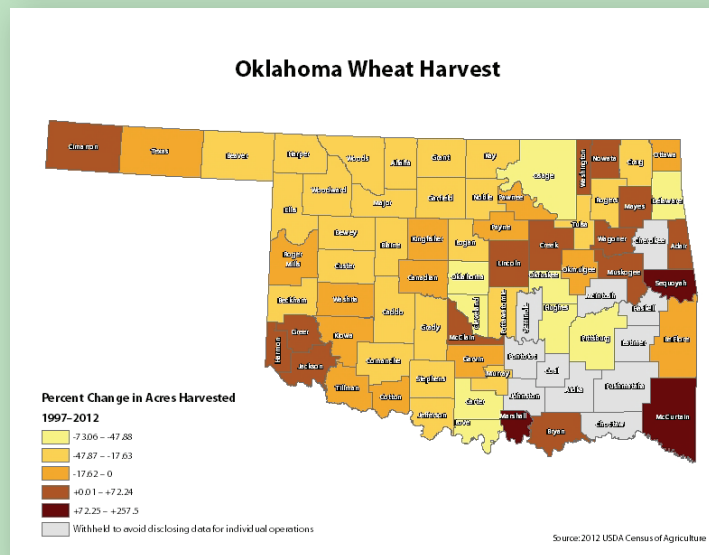 Oklahoma Wheat Harvest
Cimarron
Texas
Beaver
Harper
Woods
Alfalfa
Grant
Kay
Osage
Washington
Nowata
Craig
Ottawa
Ellis
Woodward
Major
Garfield
Noble
Pawnee
Rogers
Mayes
Delaware
Dewey
Blaine
Kingfisher
Logan
Payne
Creek
Tulsa
Wagoner
Cherokee
Adair
Roger
Mills
Custer
Canadian
Oklahoma
Lincoln
Okfuskee
Okmulgee
Muskogee
Sequoyah
Beckham
Washita
Caddo
Grady
McClain
Cleveland
Pottawatomie
Seminole
Hughes
McIntosh
Haskell
Pittsburg
Latimer
Le Flore
Harmon
Greer
Kiowa
Jackson
Comanche
Garvin
Pontotoc
Coal
Tillman
Cotton
Stephens
Murray
Johnston
Atoka
Pushmataha
Jefferson
Carter
Love
Marshall
Bryan
Choctaw
McCurtain
Percent Change in Acres Harvested
1997–2012
-73.06 – -47.88
-47.87 – -17.63
-17.62 – 0
+0.01 – +72.24
+72.25 – +257.5
Withheld to avoid disclosing data for individual operations
Source: 2012 USDA Census of Agriculture